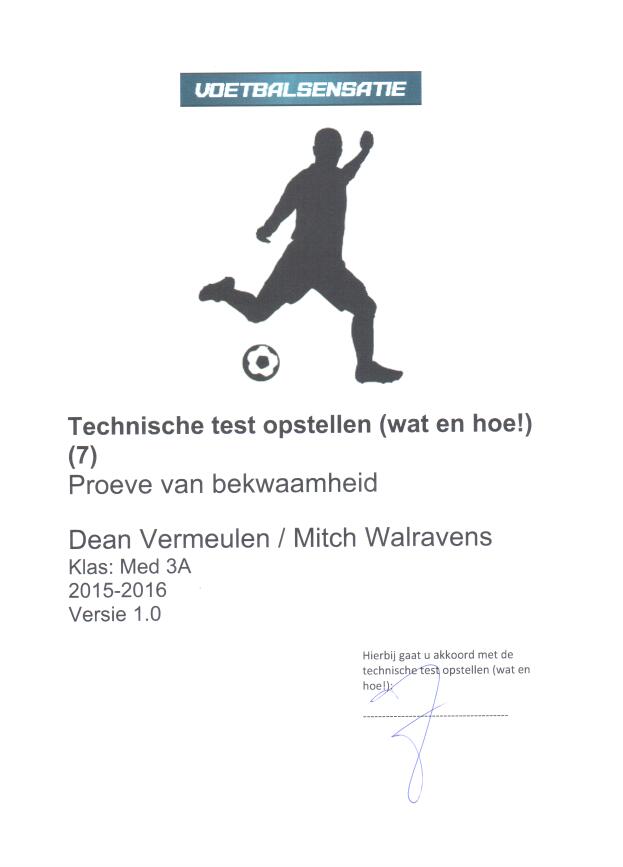 VOETBALSENSATIE
Technische test opstellen (wat en hoe!)
(7)
Proeve van bekwaamheid
Dean Vermeulen / Mitch Walravens
Klas: Med 3A
2015-2016
Versie 1.0
Hierbij gaat u akkoord met de
technische test opstellen (wat en
hoe!):